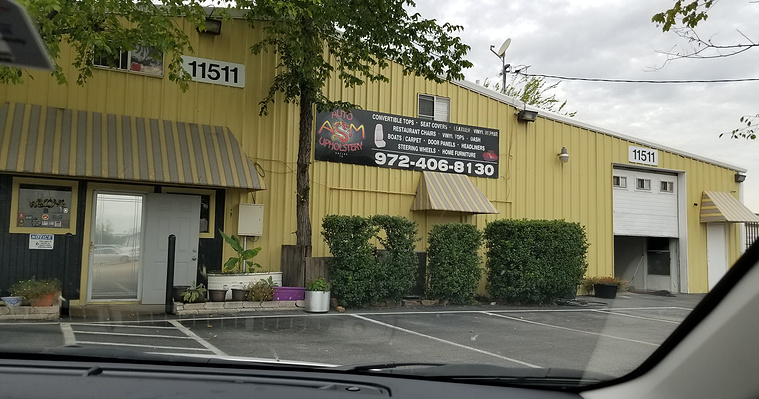 11511
AUTO
ASM
UPHOLSTERY
CONVERTIBLE TOPS · SEAT COVERS · LEATHER / VINYL REPAIR
RESTAURANT CHAIRS · VINYL TOPS · DASH
BOATS / CARPET · DOOR PANELS · HEADLINERS
STEERING WHEELS · HOME FURNITURE
972-406-8130
11511
NOTICE